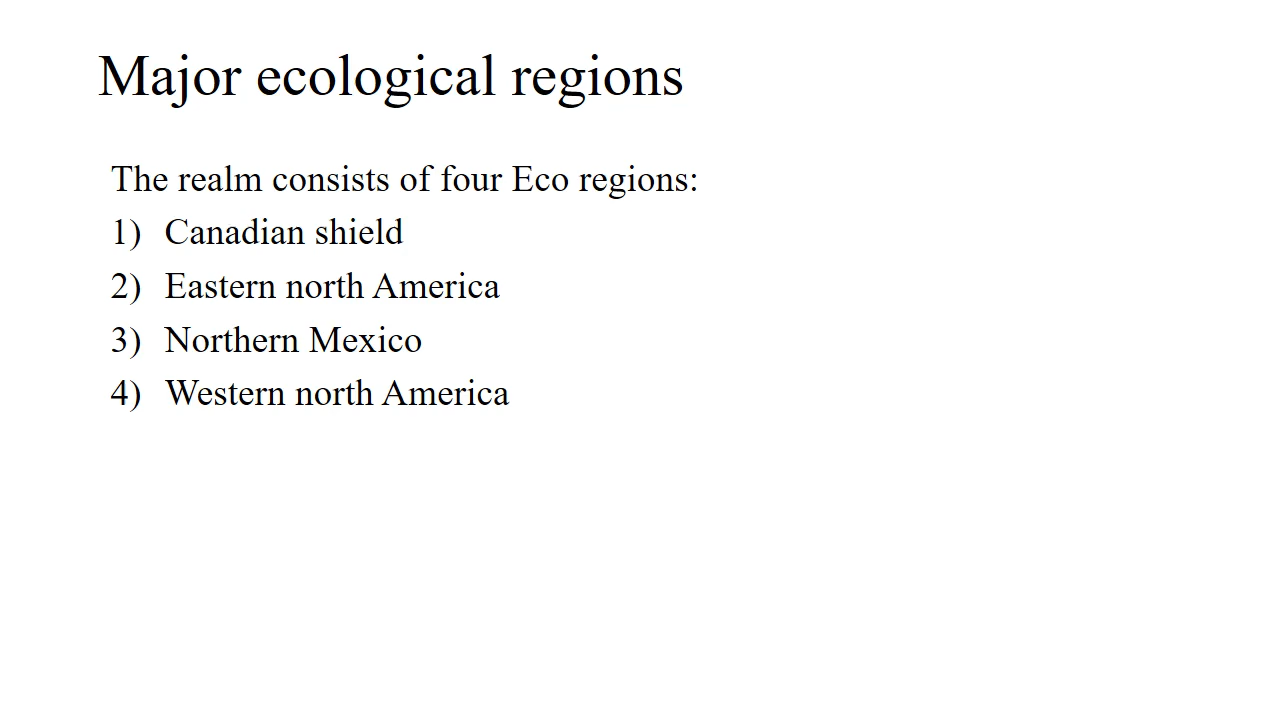 Major ecological regions
The realm consists of four Eco regions:
1) Canadian shield
2) Eastern north America
3) Northern Mexico
4) Western north America